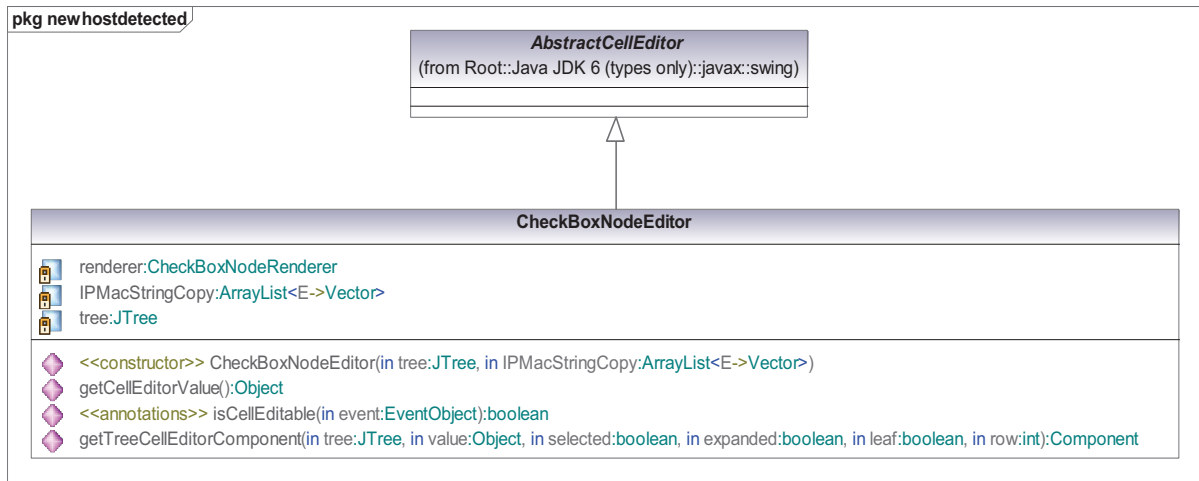 pkg newhostdetected
AbstractCellEditor
(from Root::Java JDK 6 (types only)::javax::swing)
CheckBoxNodeEditor
renderer:CheckBoxNodeRenderer
IPMacStringCopy:ArrayList<E->Vector>
tree:JTree
<<constructor>> CheckBoxNodeEditor(in tree:JTree, in IPMacStringCopy:ArrayList<E->Vector>)
getCellEditorValue():Object
<<annotations>> isCellEditable(in event:EventObject):boolean
getTreeCellEditorComponent(in tree:JTree, in value:Object, in selected:boolean, in expanded:boolean, in leaf:boolean, in row:int):Component